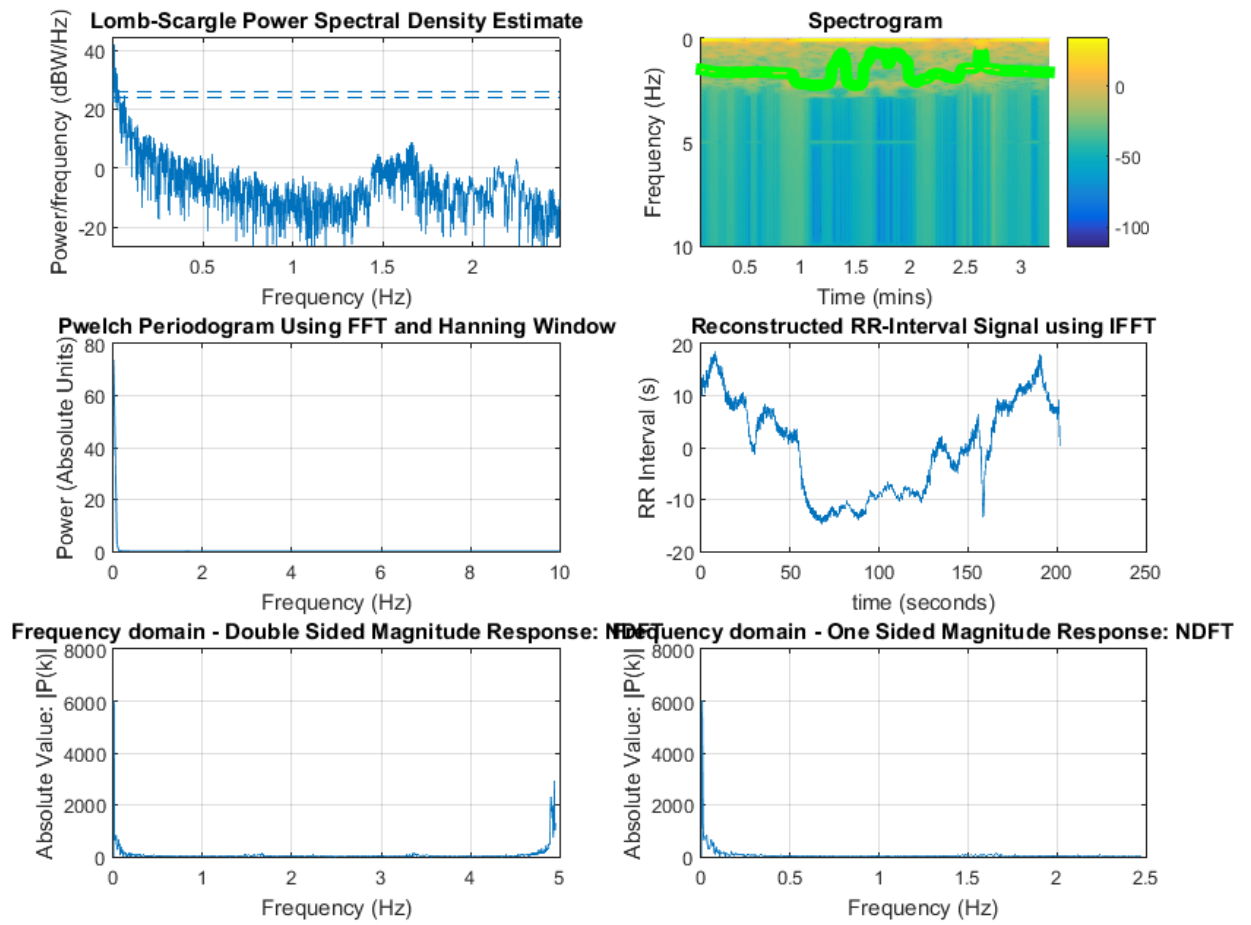 Lomb-Scargle Power Spectral Density Estimate
Power/frequency (dBW/Hz)
40
20
0
-20
0.5 1 1.5 2
Frequency (Hz)
Spectrogram
Frequency (Hz)
0
5
10
0.5 1 1.5 2 2.5 3
Time (mins)
0
-50
-100
Pwelch Periodogram Using FFT and Hanning Window
Power (Absolute Units)
80
60
40
20
0
0 2 4 6 8 10
Frequency (Hz)
Reconstructed RR-Interval Signal using IFFT
RR Interval (s)
20
10
0
-10
-20
0 50 100 150 200 250
time (seconds)
Frequency domain - Double Sided Magnitude Response: NDFT
Absolute Value: |P(k)|
8000
6000
4000
2000
0
0 1 2 3 4 5
Frequency (Hz)
Frequency domain - One Sided Magnitude Response: NDFT
Absolute Value: |P(k)|
8000
6000
4000
2000
0
0 0.5 1 1.5 2 2.5
Frequency (Hz)